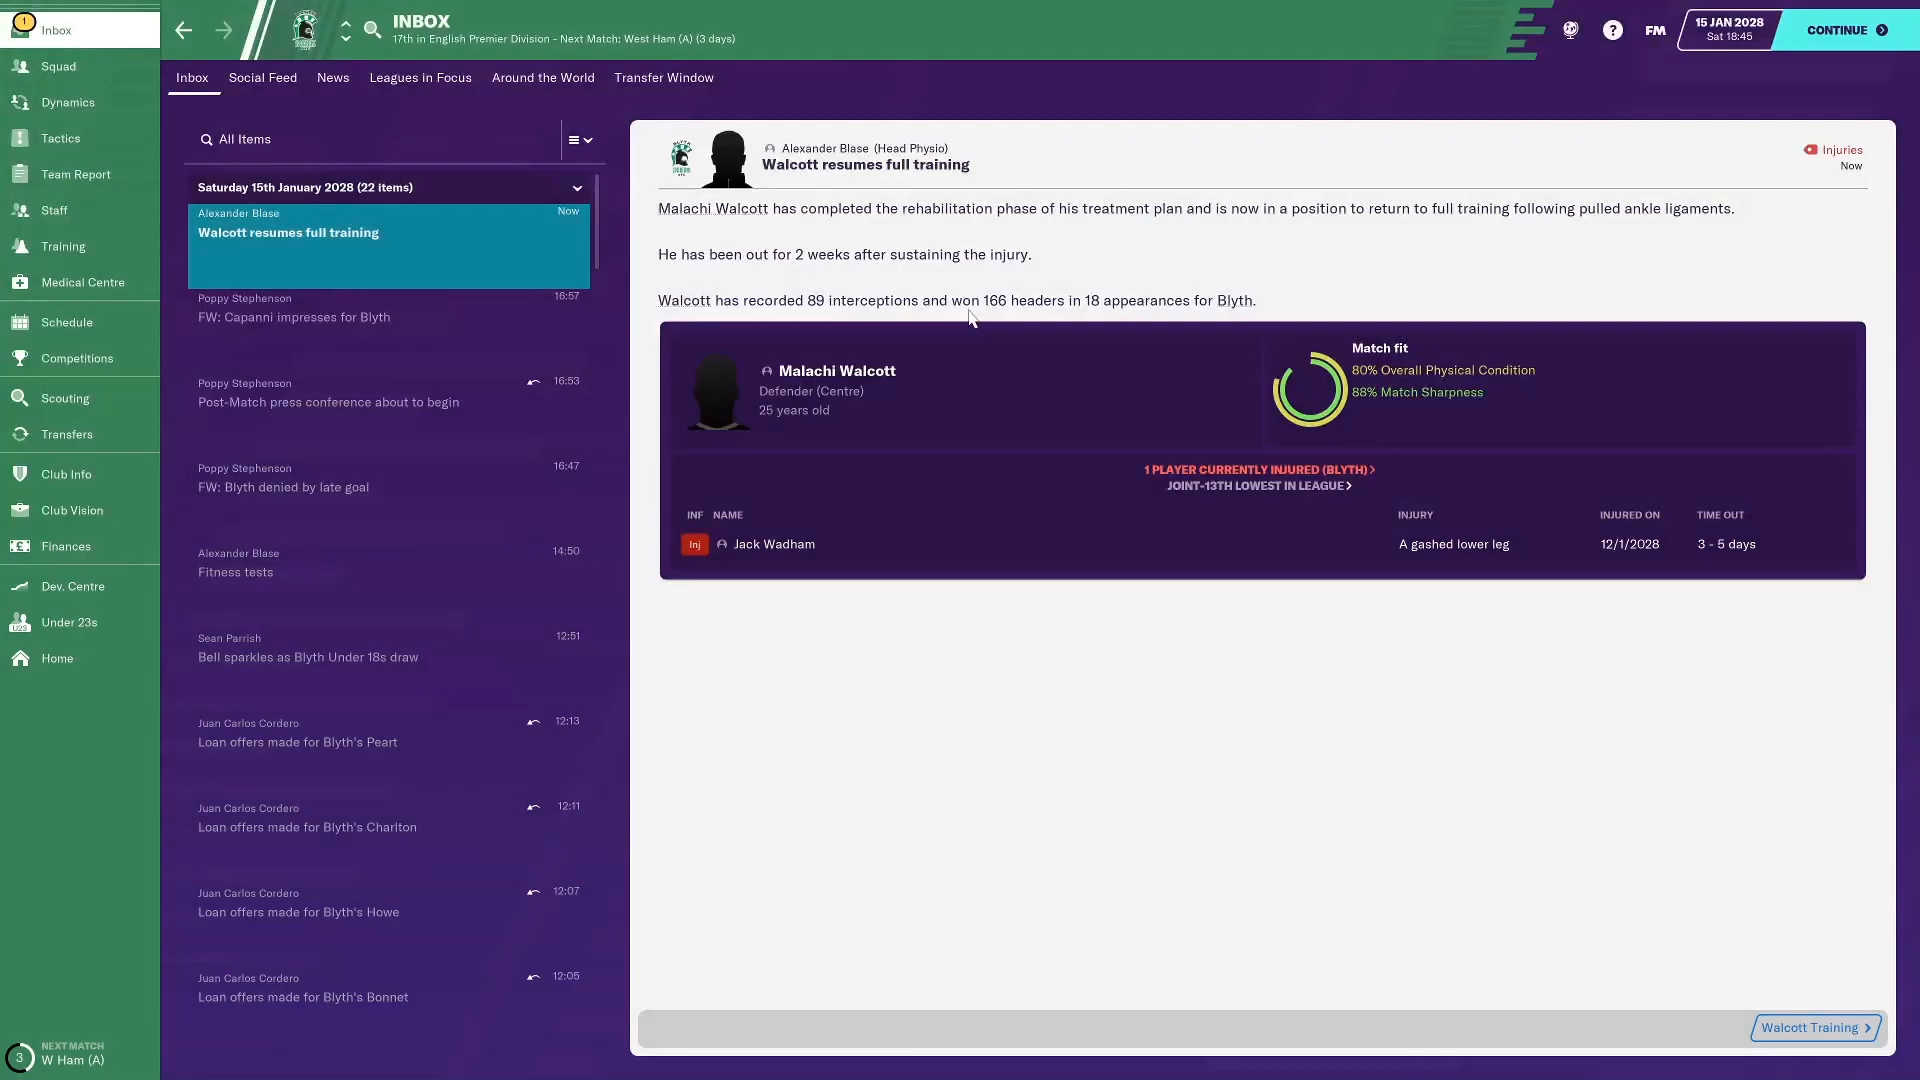 1
Inbox
Squad
Dynamics
Tactics
Team Report
Staff
Training
Medical Centre
Schedule
Competitions
Scouting
Transfers
Club Info
Club Vision
Finances
Dev. Centre
U23
Under 23s
Home
3
NEXT MATCH
W Ham (A)
INBOX
17th in English Premier Division - Next Match: West Ham (A) (3 days)
?
FM
15 JAN 2028
Sat 18:45
CONTINUE
Inbox
Social Feed
News
Leagues in Focus
Around the World
Transfer Window
All Items
Saturday 15th January 2028 (22 items)
Alexander Blase
Now
Walcott resumes full training
Poppy Stephenson
16:57
FW: Capanni impresses for Blyth
Poppy Stephenson
16:53
Post-Match press conference about to begin
Poppy Stephenson
16:47
FW: Blyth denied by late goal
Alexander Blase
14:50
Fitness tests
Sean Parrish
12:51
Bell sparkles as Blyth Under 18s draw
Juan Carlos Cordero
12:13
Loan offers made for Blyth's Peart
Juan Carlos Cordero
12:11
Loan offers made for Blyth's Charlton
Juan Carlos Cordero
12:07
Loan offers made for Blyth's Howe
Juan Carlos Cordero
12:05
Loan offers made for Blyth's Bonnet
Alexander Blase (Head Physio)
Walcott resumes full training
Injuries
Now
Malachi Walcott has completed the rehabilitation phase of his treatment plan and is now in a position to return to full training following pulled ankle ligaments.
He has been out for 2 weeks after sustaining the injury.
Walcott has recorded 89 interceptions and won 166 headers in 18 appearances for Blyth.
Malachi Walcott
Defender (Centre)
25 years old
Match fit
80% Overall Physical Condition
88% Match Sharpness
1 PLAYER CURRENTLY INJURED (BLYTH)
JOINT-13TH LOWEST IN LEAGUE
INF NAME INJURY INJURED ON TIME OUT
Inj Jack Wadham A gashed lower leg 12/1/2028 3 - 5 days
Walcott Training